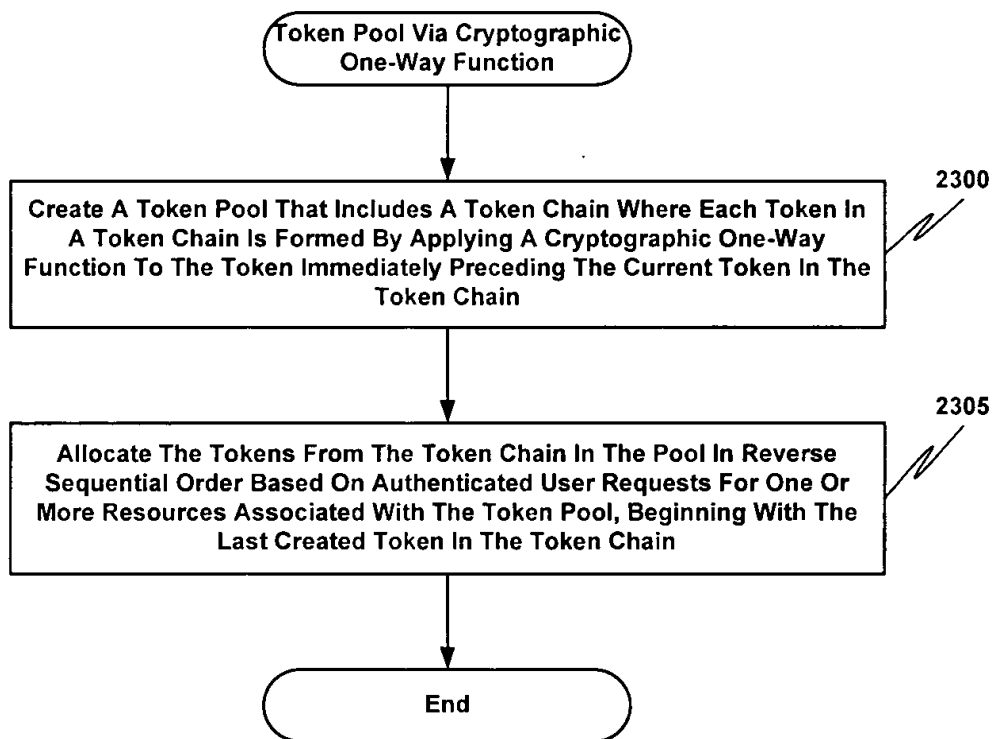 Token Pool Via Cryptographic
One-Way Function
2300
Create A Token Pool That Includes A Token Chain Where Each Token In
A Token Chain Is Formed By Applying A Cryptographic One-Way
Function To The Token Immediately Preceding The Current Token In The
Token Chain
2305
Allocate The Tokens From The Token Chain In The Pool In Reverse
Sequential Order Based On Authenticated User Requests For One Or
More Resources Associated With The Token Pool, Beginning With The
Last Created Token In The Token Chain
End